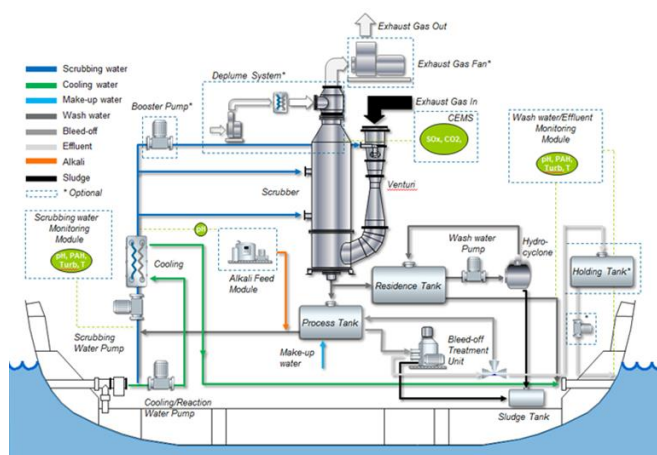 Exhaust Gas Out
Exhaust Gas Fan*
Deplume System*
Scrubbing water
Cooling water
Make-up water
Wash water
Bleed-off
Effluent
Alkali
Sludge
* Optional
Booster Pump*
Exhaust Gas In
CEMS
SOx, CO2,
Wash water/Effluent
Monitoring
Module
pH, PAH,
Turb, T
Scrubber
Venturi
Scrubbing water
Monitoring
Module
pH, PAH,
Turb, T
pH
Cooling
Alkali Feed
Module
Wash water
Pump
Hydro-
cyclone
Residence Tank
Holding Tank*
*
Process Tank
Scrubbing
Water Pump
Make-up
water
Bleed-off
Treatment
Unit
Cooling/Reaction
Water Pump
Sludge Tank